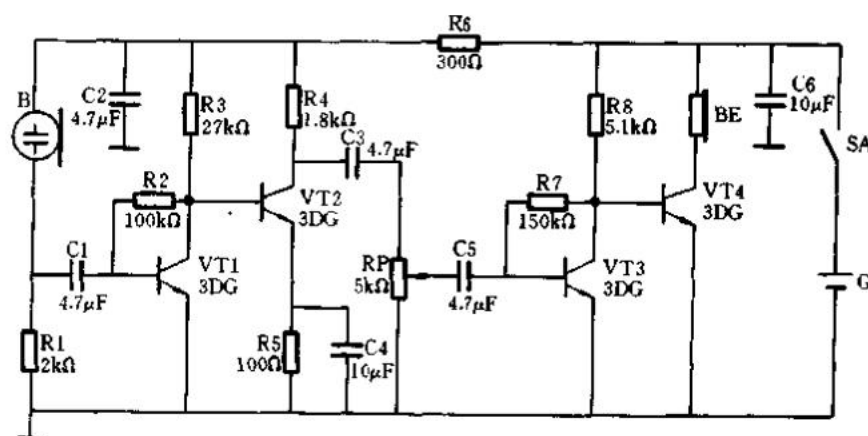 R6
300Ω
B
C2
4.7μF
R3
27kΩ
R4
1.8kΩ
C3
4.7μF
R8
5.1kΩ
BE
C6
10μF
SA
R2
100kΩ
VT2
3DG
R7
150kΩ
VT4
3DG
C1
4.7μF
VT1
3DG
RP
5kΩ
C5
4.7μF
VT3
3DG
G
R1
2kΩ
R5
100Ω
C4
10μF